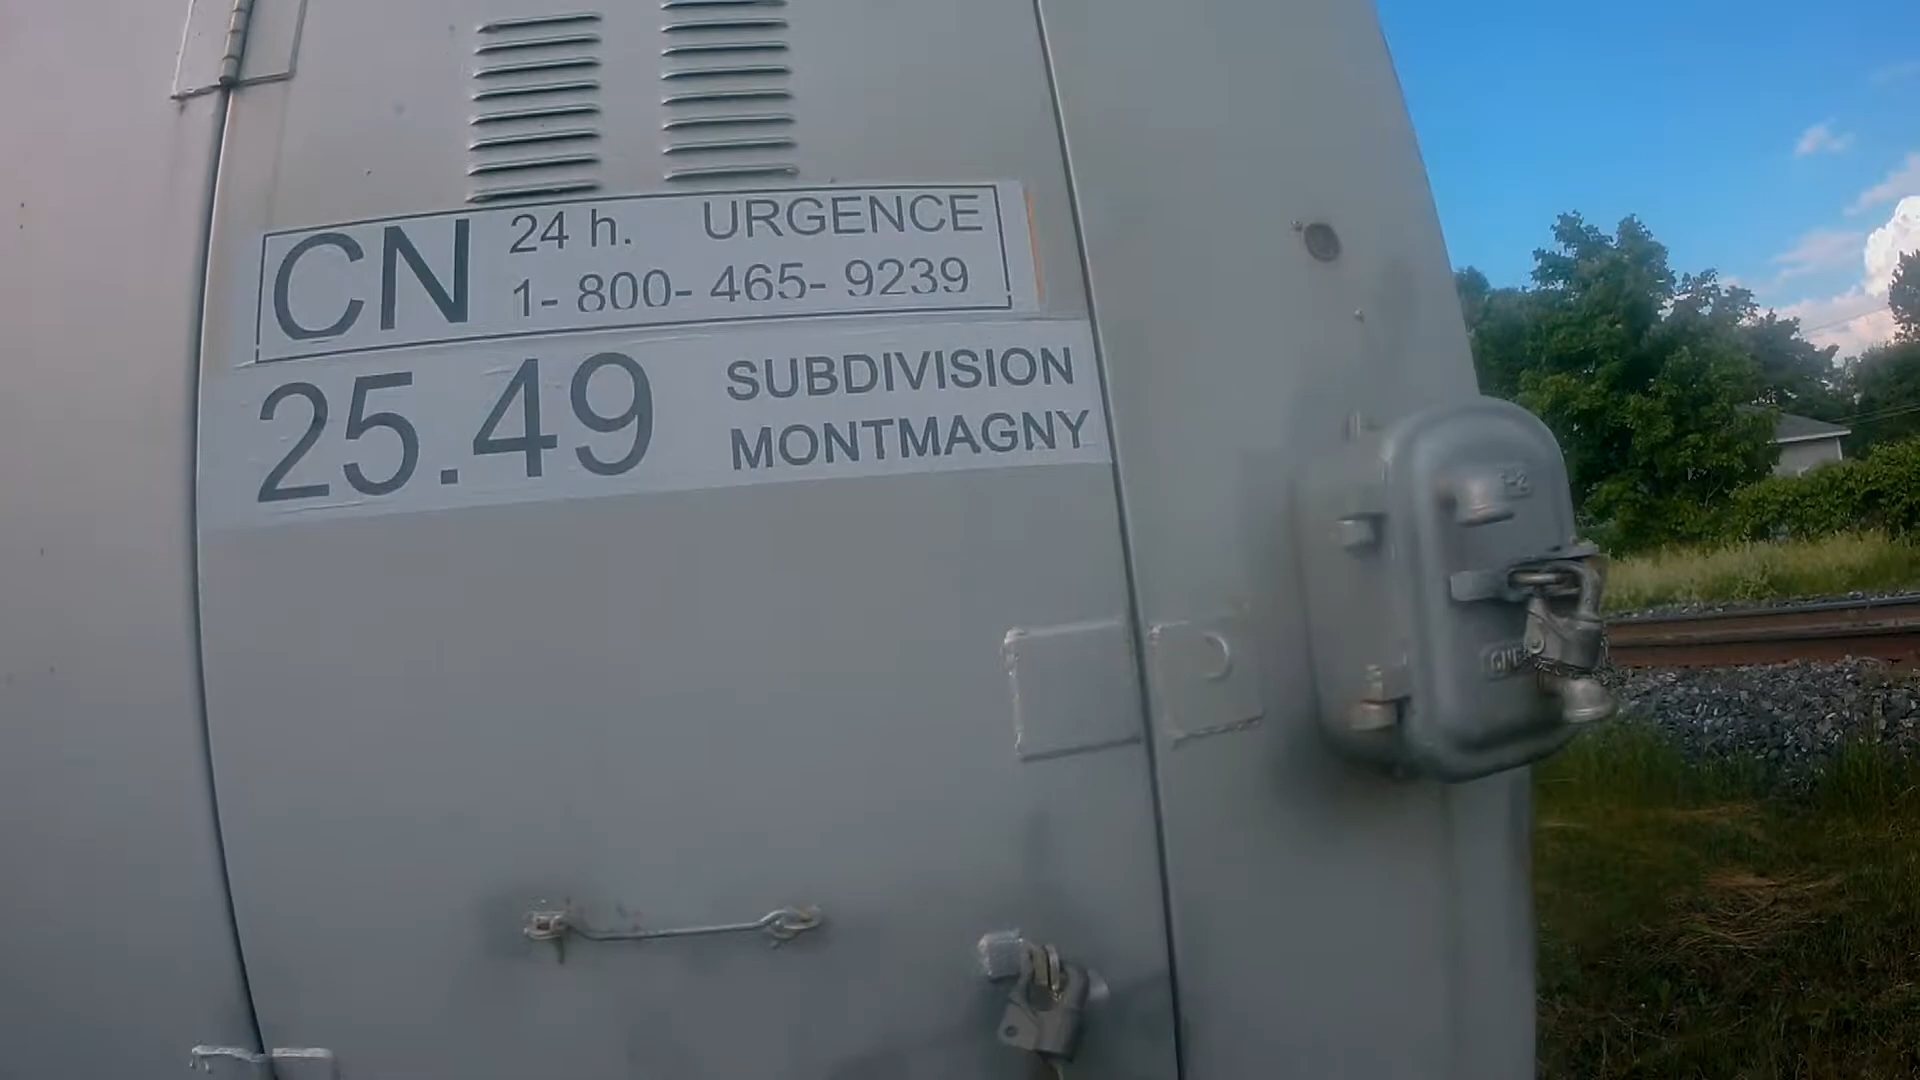 CN 24 h. URGENCE
1- 800- 465- 9239
25.49 SUBDIVISION
MONTMAGNY